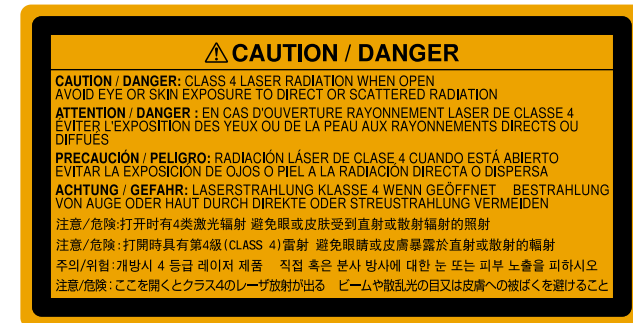 ⚠ CAUTION / DANGER
CAUTION / DANGER: CLASS 4 LASER RADIATION WHEN OPEN
AVOID EYE OR SKIN EXPOSURE TO DIRECT OR SCATTERED RADIATION
ATTENTION / DANGER : EN CAS D'OUVERTURE RAYONNEMENT LASER DE CLASSE 4
ÉVITER L'EXPOSITION DES YEUX OU DE LA PEAU AUX RAYONNEMENTS DIRECTS OU
DIFFUÉS
PRECAUCIÓN / PELIGRO: RADIACIÓN LÁSER DE CLASE 4 CUANDO ESTÁ ABIERTO
EVITAR LA EXPOSICIÓN DE OJOS O PIEL A LA RADIACIÓN DIRECTA O DISPERSA
ACHTUNG / GEFAHR: LASERSTRAHLUNG KLASSE 4 WENN GEÖFFNET BESTRAHLUNG
VON AUGE ODER HAUT DURCH DIREKTE ODER STREUSTRAHLUNG VERMEIDEN
注意/危险:打开时有4类激光辐射 避免眼或皮肤受到直射或散射辐射的照射
注意/危險:打開時具有第4級(CLASS 4)雷射 避免眼睛或皮膚暴露於直射或散射的輻射
주의/위험:개방시 4 등급 레이저 제품 직접 혹은 분사 방사에 대한 눈 또는 피부 노출을 피하시오
注意/危険:ここを開くとクラス4のレーザ放射が出る ビームや散乱光の目又は皮膚への被ばくを避けること